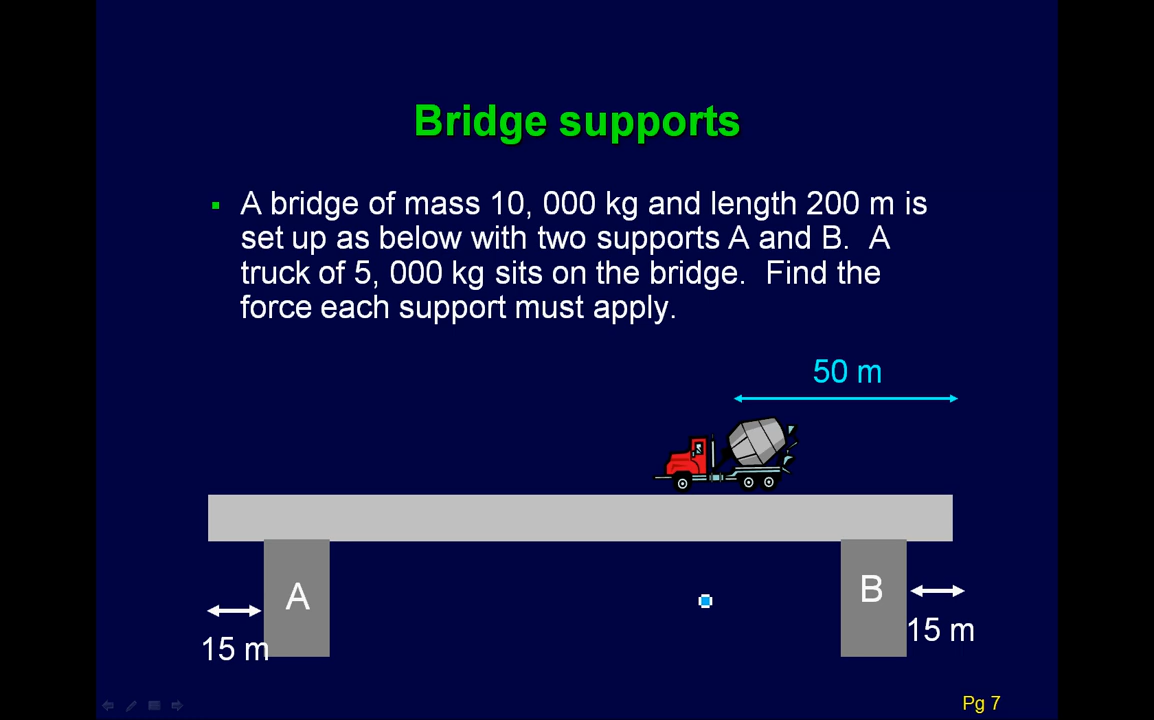 Bridge supports
A bridge of mass 10, 000 kg and length 200 m is
set up as below with two supports A and B.  A
truck of 5, 000 kg sits on the bridge.  Find the
force each support must apply.
50 m
A
B
15 m
15 m
Pg 7